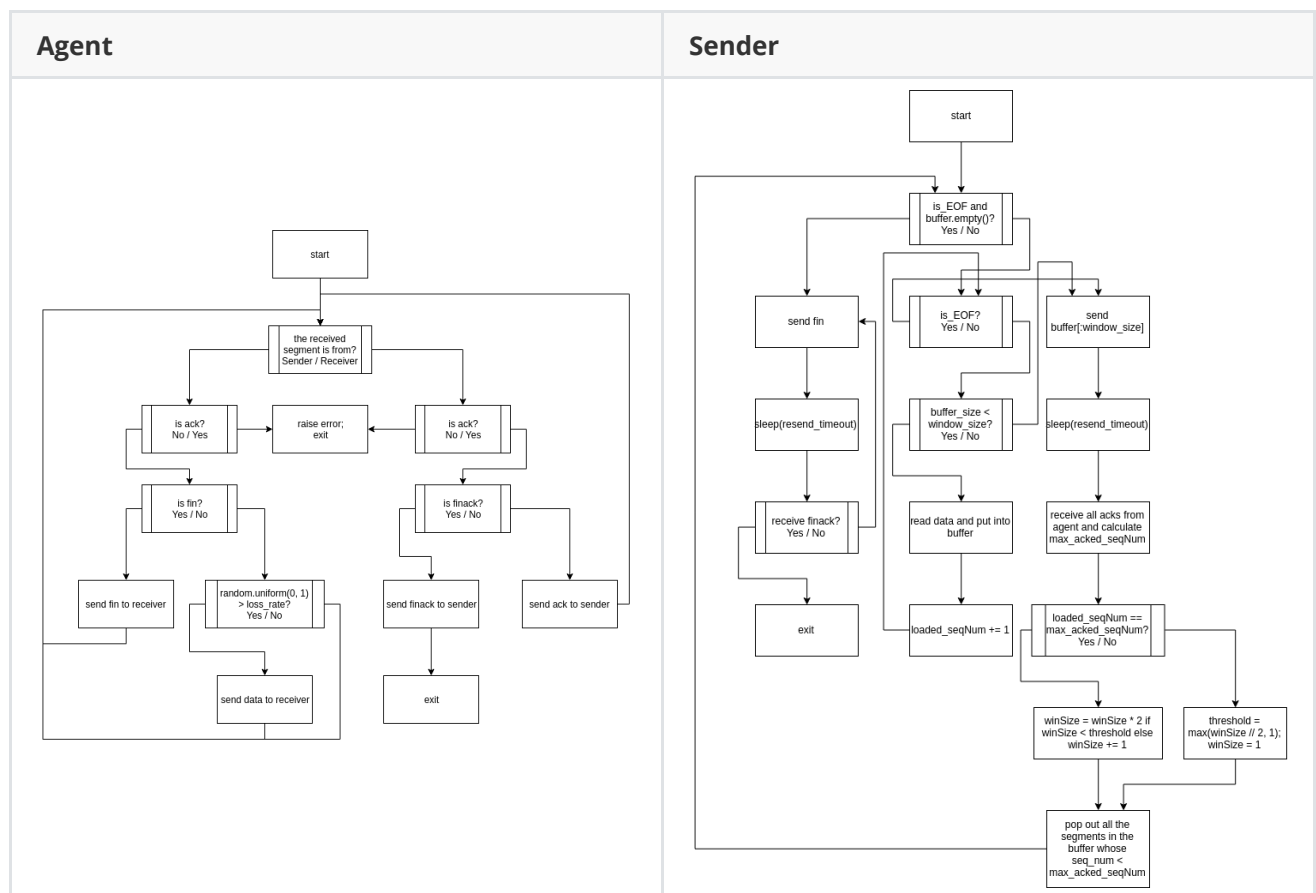 Agent
Sender
start
the received
segment is from?
Sender / Receiver
is ack?
No / Yes
raise error;
exit
is ack?
No / Yes
is fin?
Yes / No
is finack?
Yes / No
send fin to receiver
random.uniform(0, 1)
> loss_rate?
Yes / No
send finack to sender
send ack to sender
send data to receiver
exit
start
is_EOF and
buffer.empty()?
Yes / No
send fin
is_EOF?
Yes / No
send
buffer[:window_size]
sleep(resend_timeout)
buffer_size <
window_size?
Yes / No
sleep(resend_timeout)
receive finack?
Yes / No
read data and put into
buffer
receive all acks from
agent and calculate
max_acked_seqNum
exit
loaded_seqNum += 1
loaded_seqNum ==
max_acked_seqNum?
Yes / No
winSize = winSize * 2 if
winSize < threshold else
winSize += 1
threshold =
max(winSize // 2, 1);
winSize = 1
pop out all the
segments in the
buffer whose
seq_num <
max_acked_seqNum